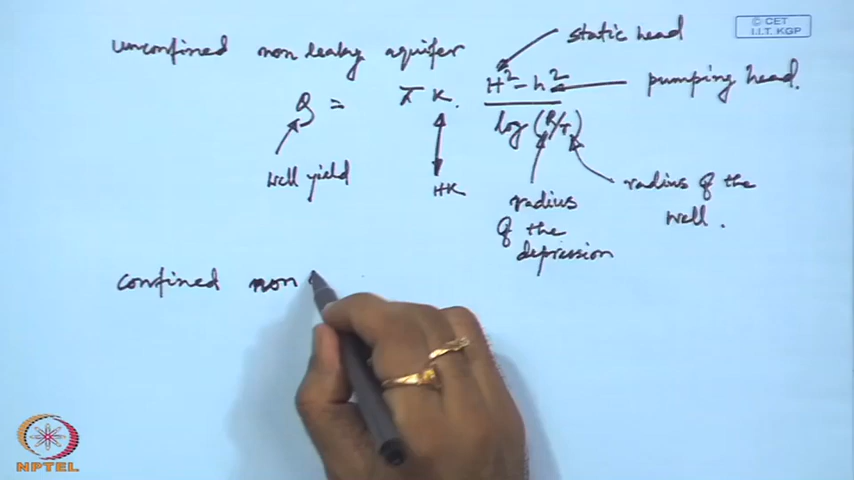 © CET
I.I.T. KGP
unconfined non leaky aquifer
static head
Q = π K. H² - h² / log (R/r)
pumping head.
well yield
HK
radius of the depression
radius of the well.
confined non
NPTEL